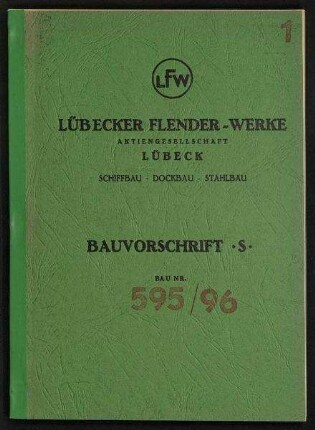 1
LFW
LÜBECKER FLENDER-WERKE
AKTIENGESELLSCHAFT
LÜBECK
SCHIFFBAU · DOCKBAU · STAHLBAU
BAUVORSCHRIFT ·S·
BAU NR.
595/96